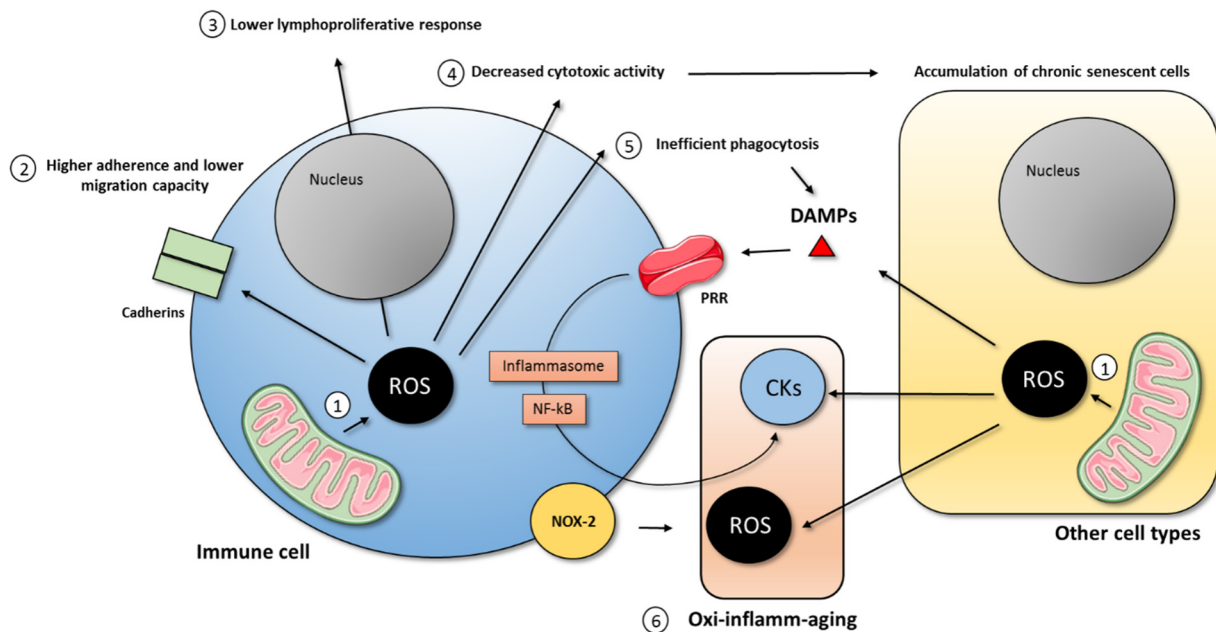 3 Lower lymphoproliferative response
4 Decreased cytotoxic activity
Accumulation of chronic senescent cells
5 Inefficient phagocytosis
2 Higher adherence and lower
migration capacity
Nucleus
Nucleus
DAMPs
PRR
Cadherins
Inflammasome
NF-kB
CKs
ROS
1
ROS
1
ROS
NOX-2
Immune cell
Other cell types
6 Oxi-inflamm-aging